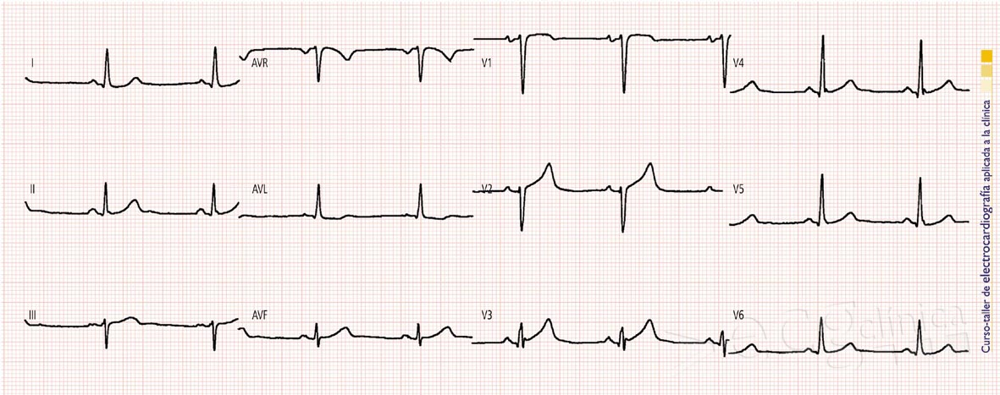 I
AVR
V1
V4
II
AVL
V2
V5
III
AVF
V3
V6
Curso-taller de electrocardiografía aplicada a la clínica